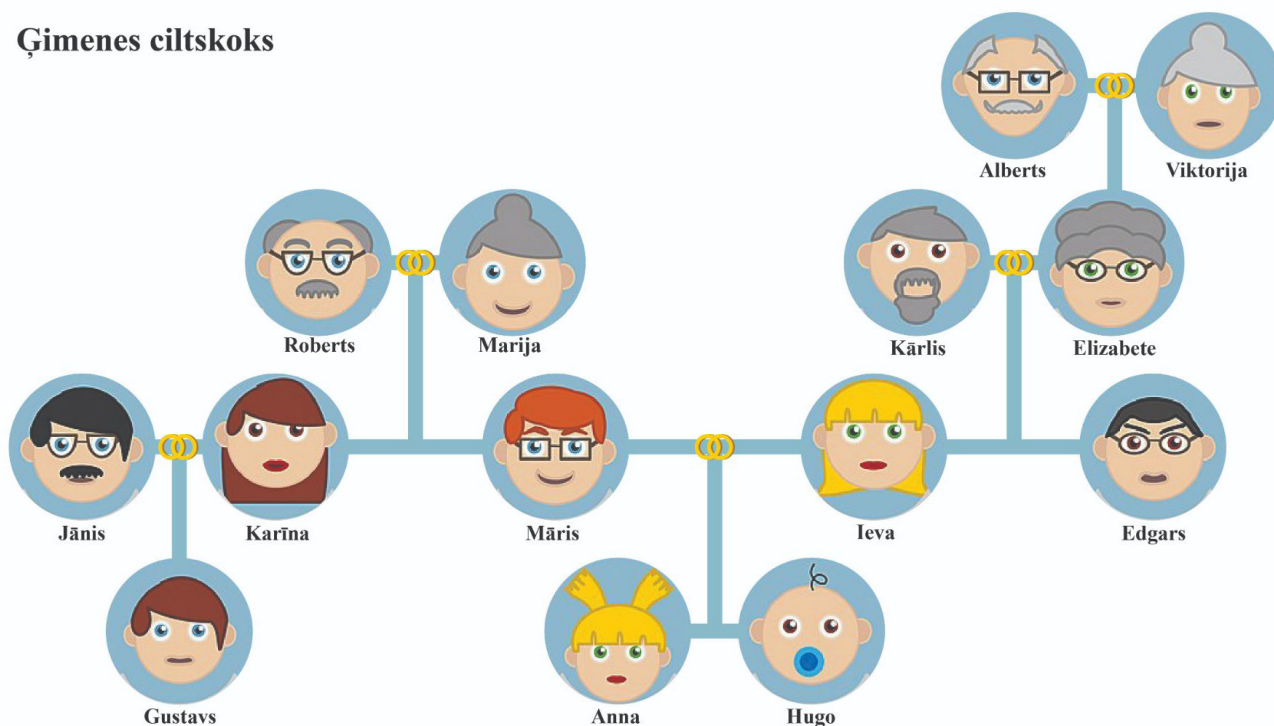 Ģimenes ciltskoks
Alberts
Viktorija
Roberts
Marija
Kārlis
Elizabete
Jānis
Karīna
Māris
Ieva
Edgars
Gustavs
Anna
Hugo